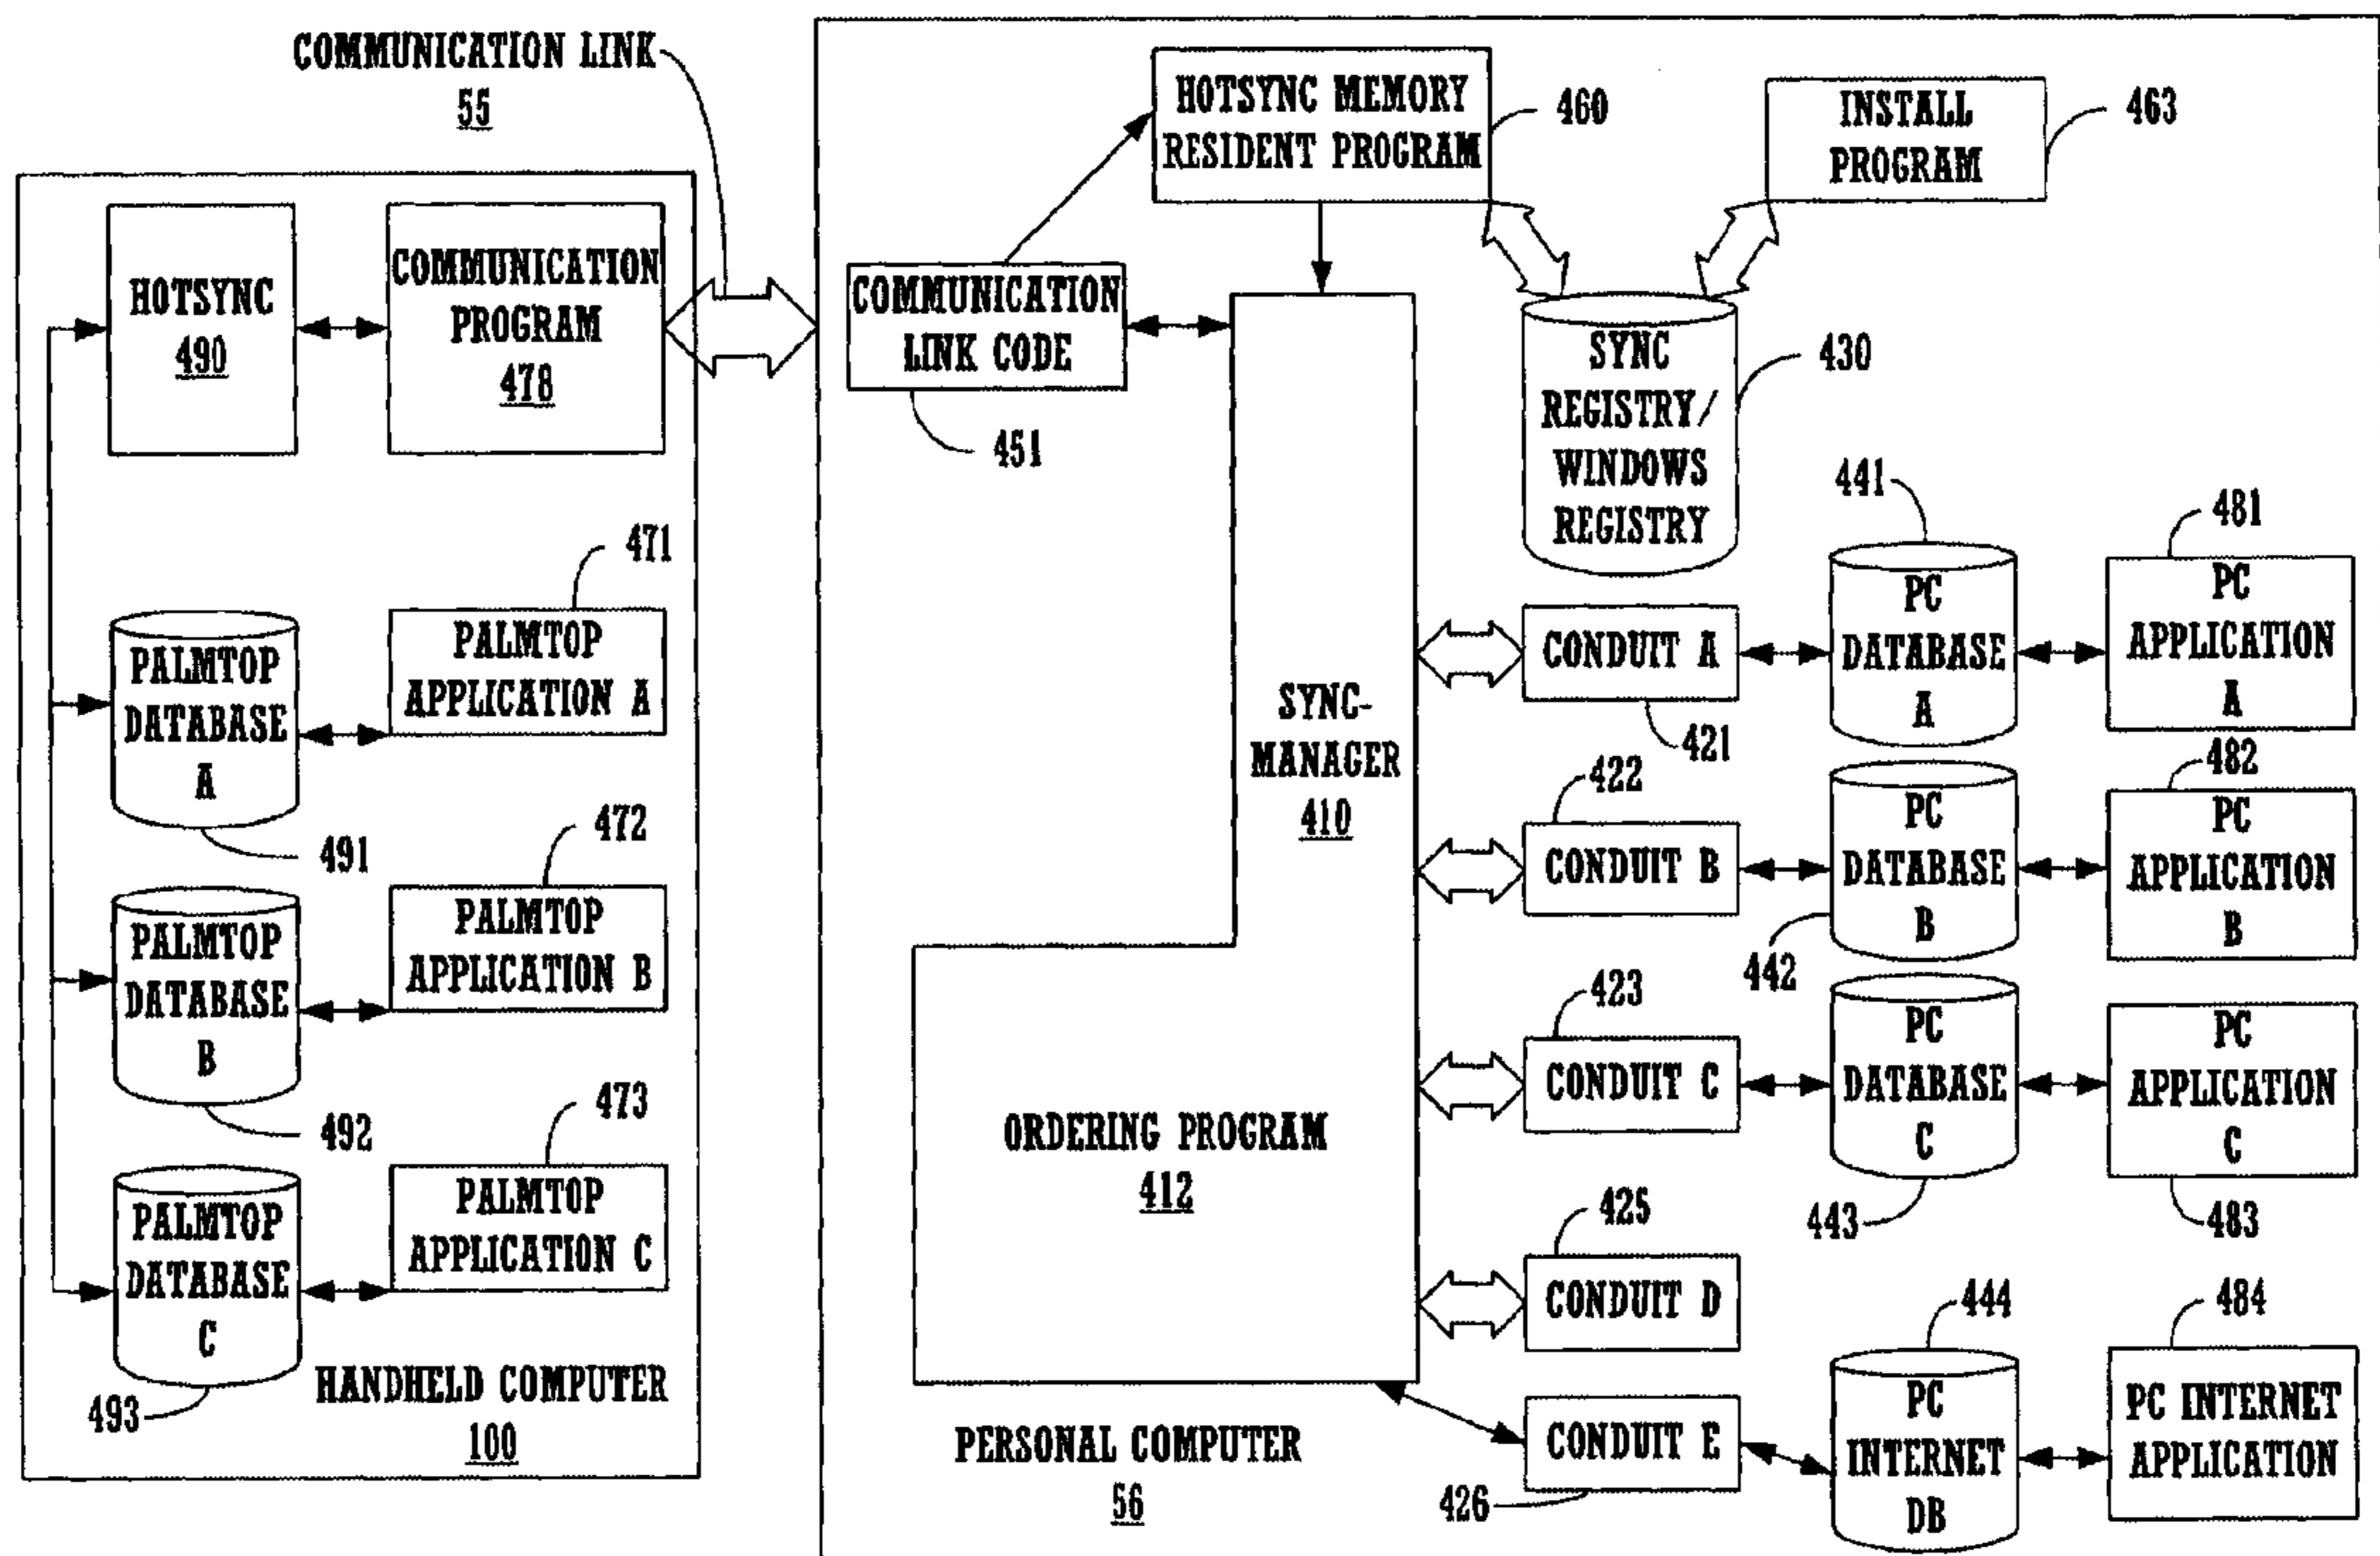 COMMUNICATION LINK
55
HOTSYNC
490
COMMUNICATION
PROGRAM
478
PALMTOP
DATABASE
A
491
471
PALMTOP
APPLICATION A
PALMTOP
DATABASE
B
492
472
PALMTOP
APPLICATION B
PALMTOP
DATABASE
C
493
473
PALMTOP
APPLICATION C
HANDHELD COMPUTER
100
HOTSYNC MEMORY
RESIDENT PROGRAM
460
INSTALL
PROGRAM
463
COMMUNICATION
LINK CODE
451
SYNC
REGISTRY/
WINDOWS
REGISTRY
430
SYNC-
MANAGER
410
ORDERING PROGRAM
412
CONDUIT A
421
441
PC
DATABASE
A
481
PC
APPLICATION
A
422
CONDUIT B
442
PC
DATABASE
B
482
PC
APPLICATION
B
423
CONDUIT C
PC
DATABASE
C
443
PC
APPLICATION
C
483
425
CONDUIT D
CONDUIT E
426
444
PC
INTERNET
DB
484
PC INTERNET
APPLICATION
PERSONAL COMPUTER
56